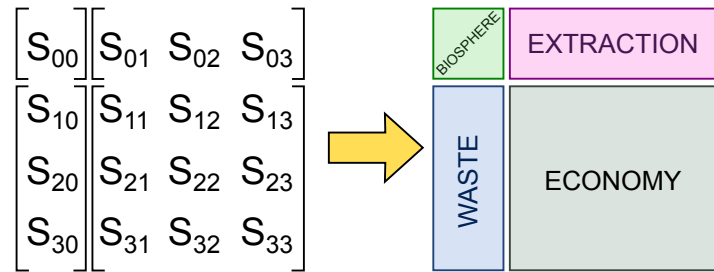 S₀₀ S₀₁ S₀₂ S₀₃
S₁₀ S₁₁ S₁₂ S₁₃
S₂₀ S₂₁ S₂₂ S₂₃
S₃₀ S₃₁ S₃₂ S₃₃
BIOSPHERE
EXTRACTION
WASTE
ECONOMY